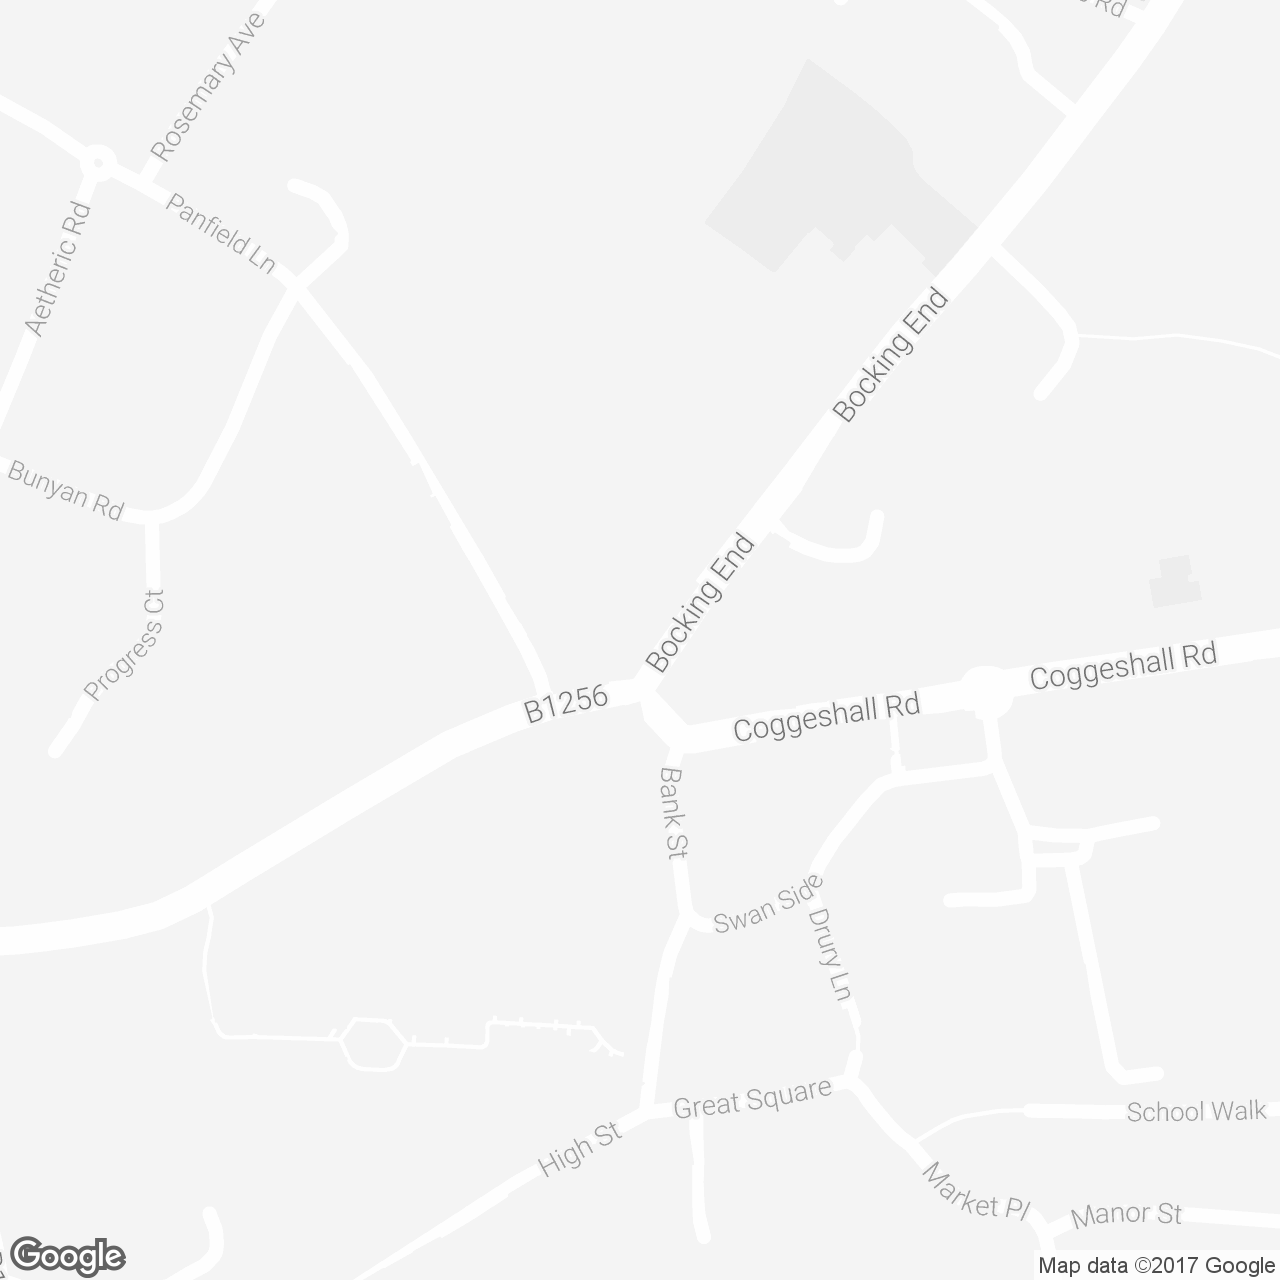 Rd
Rosemary Ave
Panfield Ln
Aetheric Rd
Bocking End
Bunyan Rd
Bocking End
Progress Ct
Coggeshall Rd
B1256
Coggeshall Rd
Bank St
Swan Side
Drury Ln
Great Square
School Walk
High St
Market Pl
Manor St
Google
Map data ©2017 Google